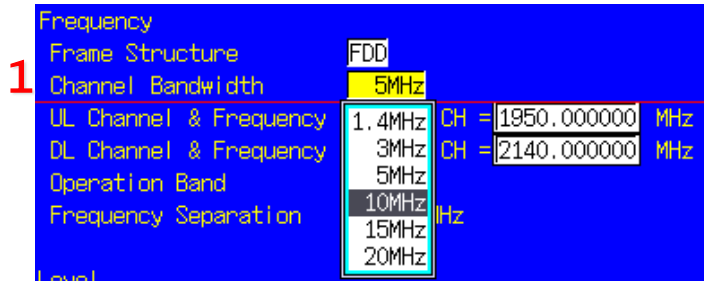 Frequency
Frame Structure FDD
1 Channel Bandwidth 5MHz
UL Channel & Frequency CH = 1950.000000 MHz
DL Channel & Frequency CH = 2140.000000 MHz
Operation Band
Frequency Separation Hz
1.4MHz
3MHz
5MHz
10MHz
15MHz
20MHz